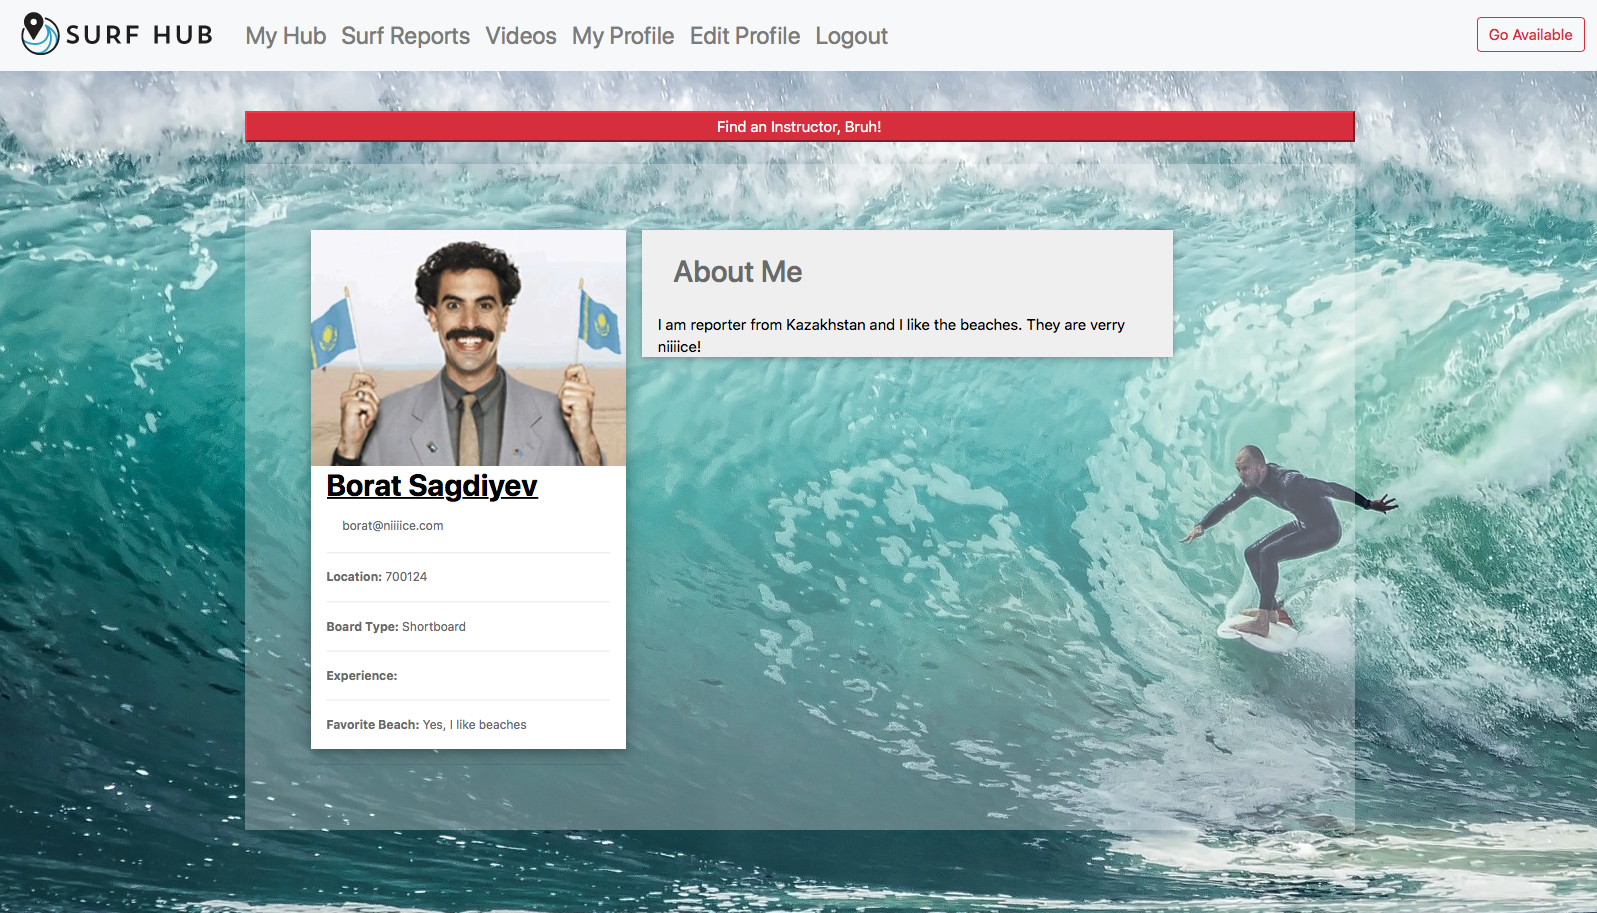 SURF HUB
My Hub Surf Reports Videos My Profile Edit Profile Logout
Go Available
Find an Instructor, Bruh!
About Me
I am reporter from Kazakhstan and I like the beaches. They are verry
niiiice!
Borat Sagdiyev
borat@niiiice.com
Location: 700124
Board Type: Shortboard
Experience:
Favorite Beach: Yes, I like beaches